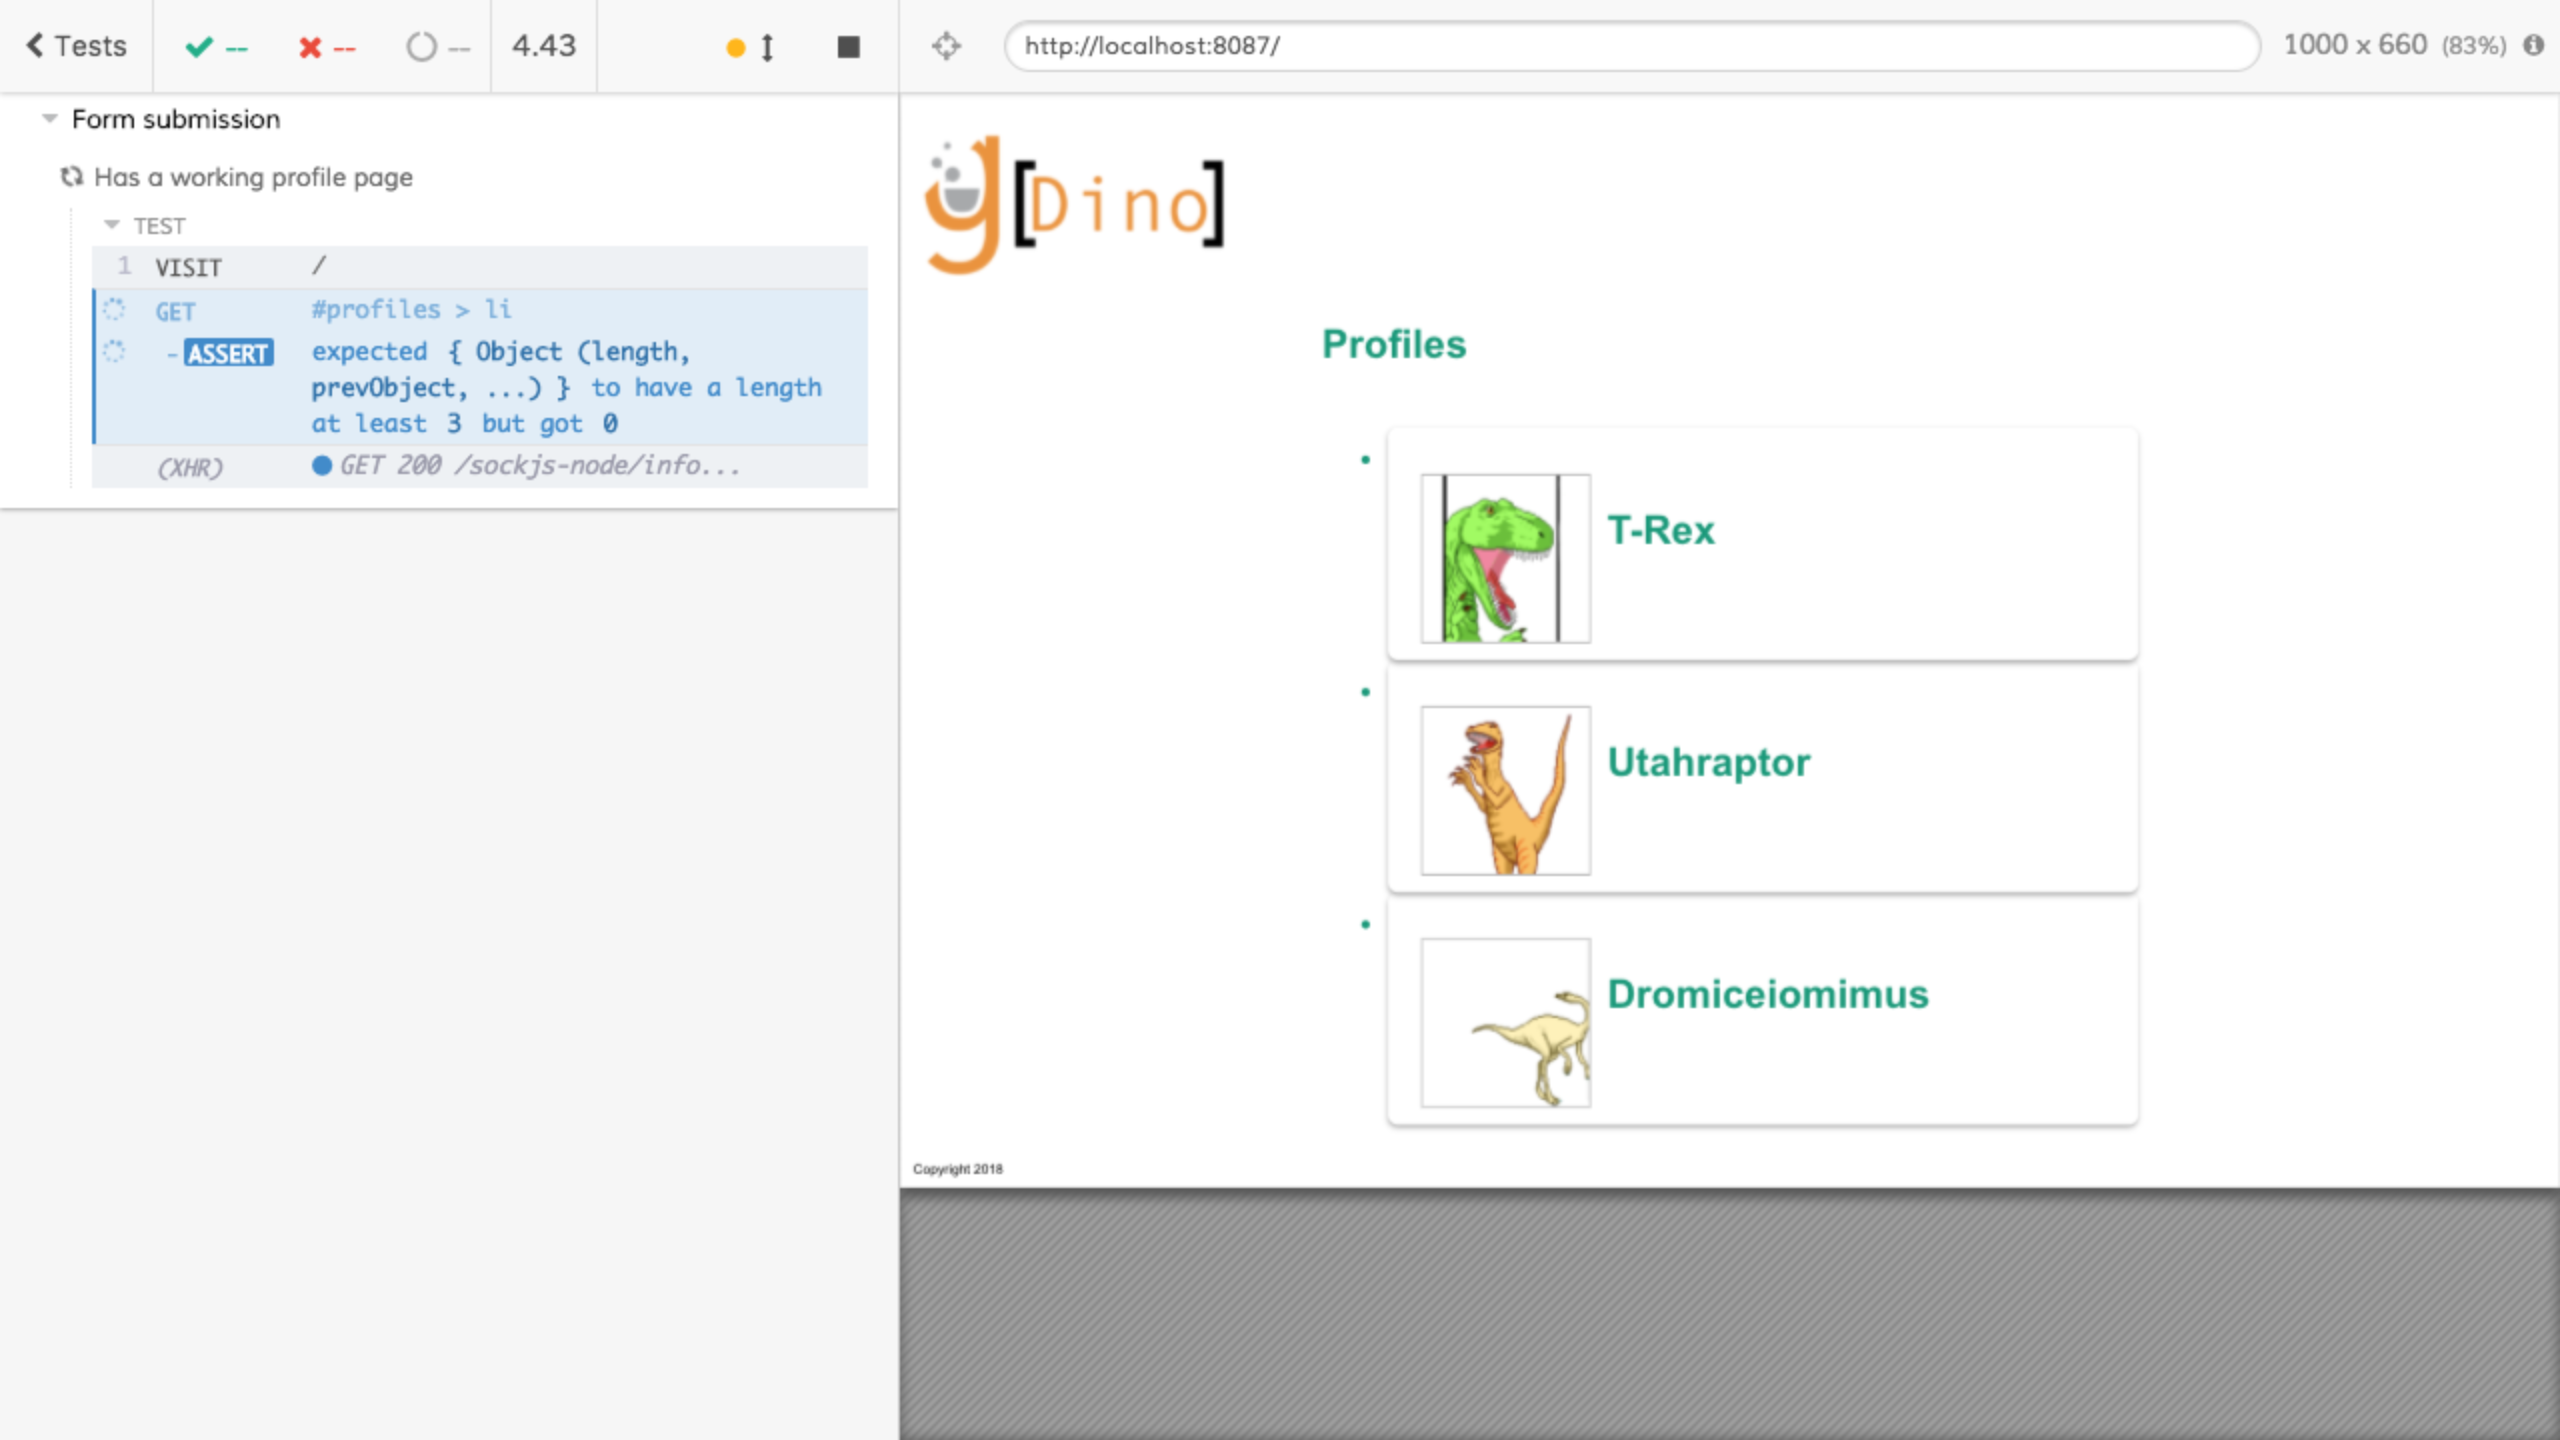 Tests -- -- -- 4.43
http://localhost:8087/ 1000 x 660 (83%)
Form submission
Has a working profile page
TEST
1 VISIT /
GET #profiles > li
-ASSERT expected { Object (length,
prevObject, ...) } to have a length
at least 3 but got 0
(XHR) GET 200 /sockjs-node/info...
y[Dino]
Profiles
T-Rex
Utahraptor
Dromiceiomimus
Copyright 2018